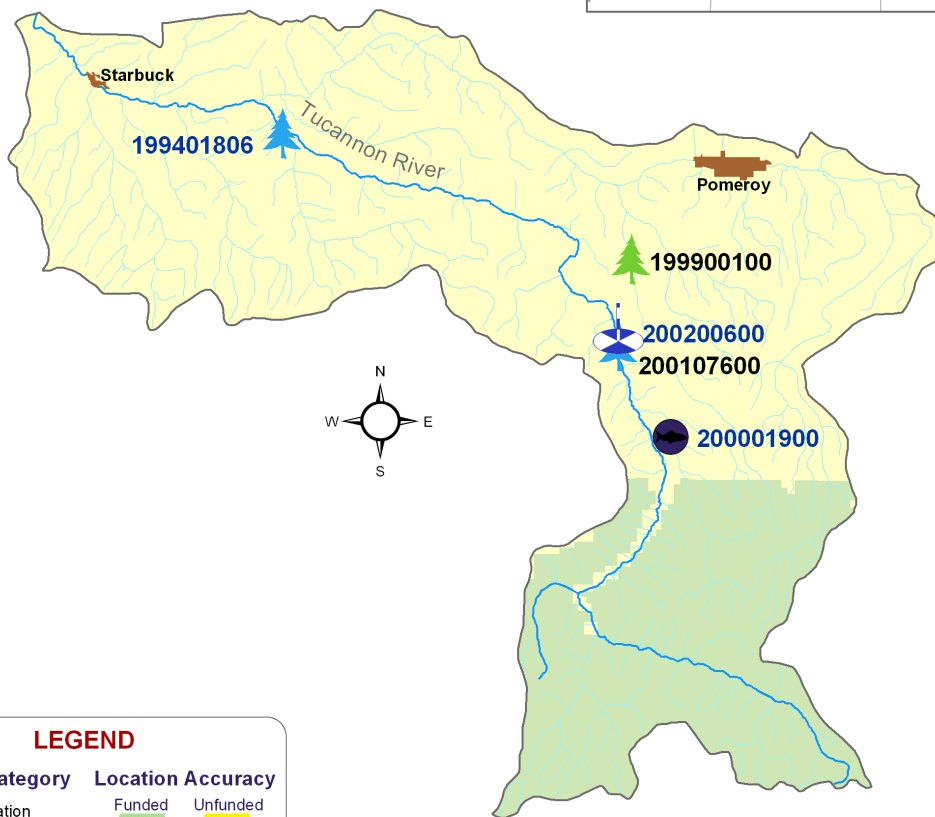 Starbuck
199401806
Tucannon River
Pomeroy
199900100
200200600
200107600
N
W
E
S
200001900
LEGEND
ategory
Location Accuracy
Funded
Unfunded
ation